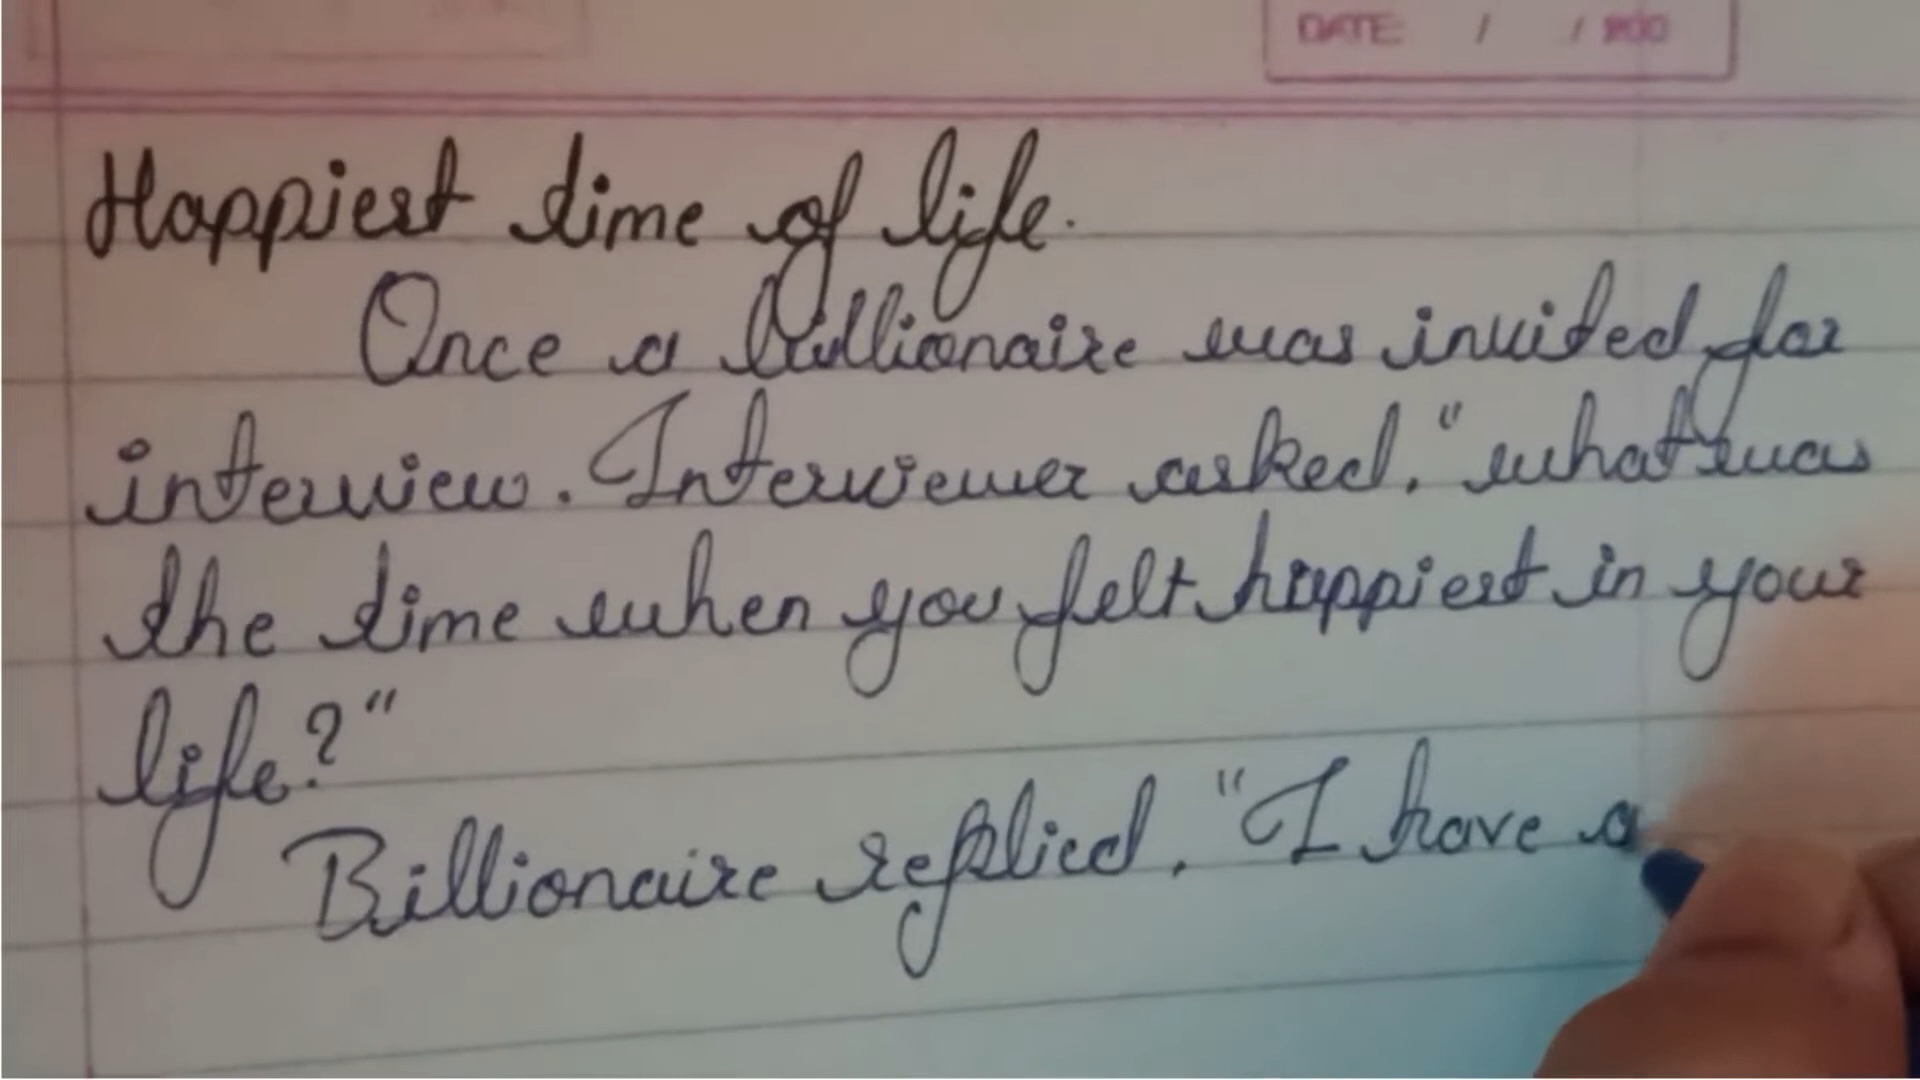 DATE / / 200
Happiest time of life.
Once a billionaire was invited for
interview. Interviewer asked, "what was
the time when you felt happiest in your
life?"
Billionaire replied, "I have a